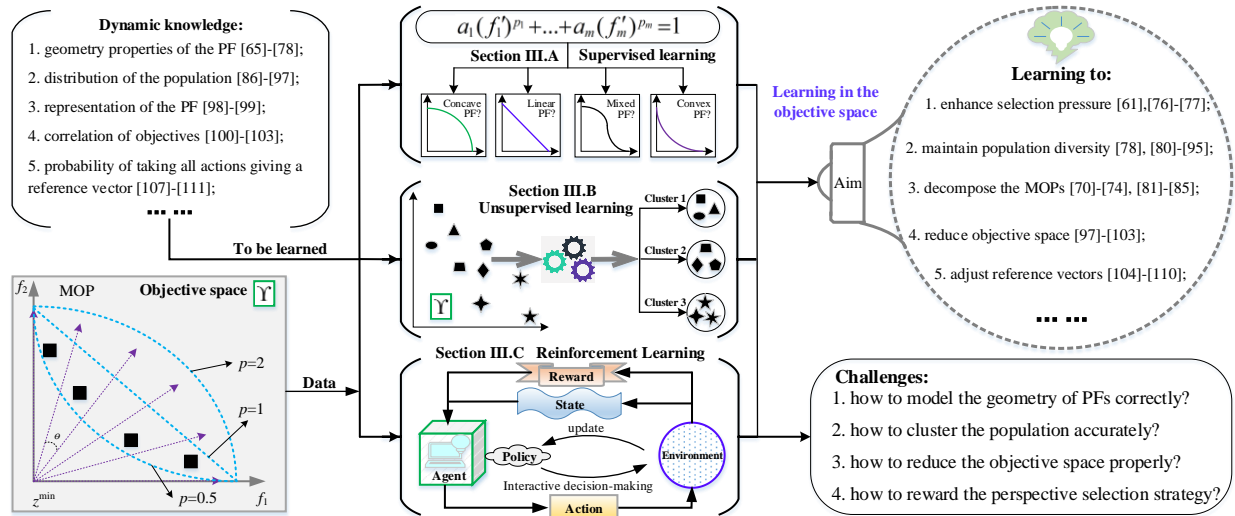 Dynamic knowledge:
1. geometry properties of the PF [65]-[78];
2. distribution of the population [86]-[97];
3. representation of the PF [98]-[99];
4. correlation of objectives [100]-[103];
5. probability of taking all actions giving a
reference vector [107]-[111];
... ...
To be learned
f₂
MOP
Objective space
ϒ
p=2
p=1
p=0.5
θ
zᵐⁱⁿ
f₁
Data
a₁(f₁′)^p₁+...+aₘ(fₘ′)^pₘ=1
Section III.A
Supervised learning
Concave
PF?
Linear
PF?
Mixed
PF?
Convex
PF?
Section III.B
Unsupervised learning
ϒ
Cluster 1
Cluster 2
Cluster 3
Section III.C Reinforcement Learning
Reward
State
update
Policy
Agent
Environment
Interactive decision-making
Action
Learning in the
objective space
Aim
Learning to:
1. enhance selection pressure [61],[76]-[77];
2. maintain population diversity [78], [80]-[95];
3. decompose the MOPs [70]-[74], [81]-[85];
4. reduce objective space [97]-[103];
5. adjust reference vectors [104]-[110];
... ...
Challenges:
1. how to model the geometry of PFs correctly?
2. how to cluster the population accurately?
3. how to reduce the objective space properly?
4. how to reward the perspective selection strategy?